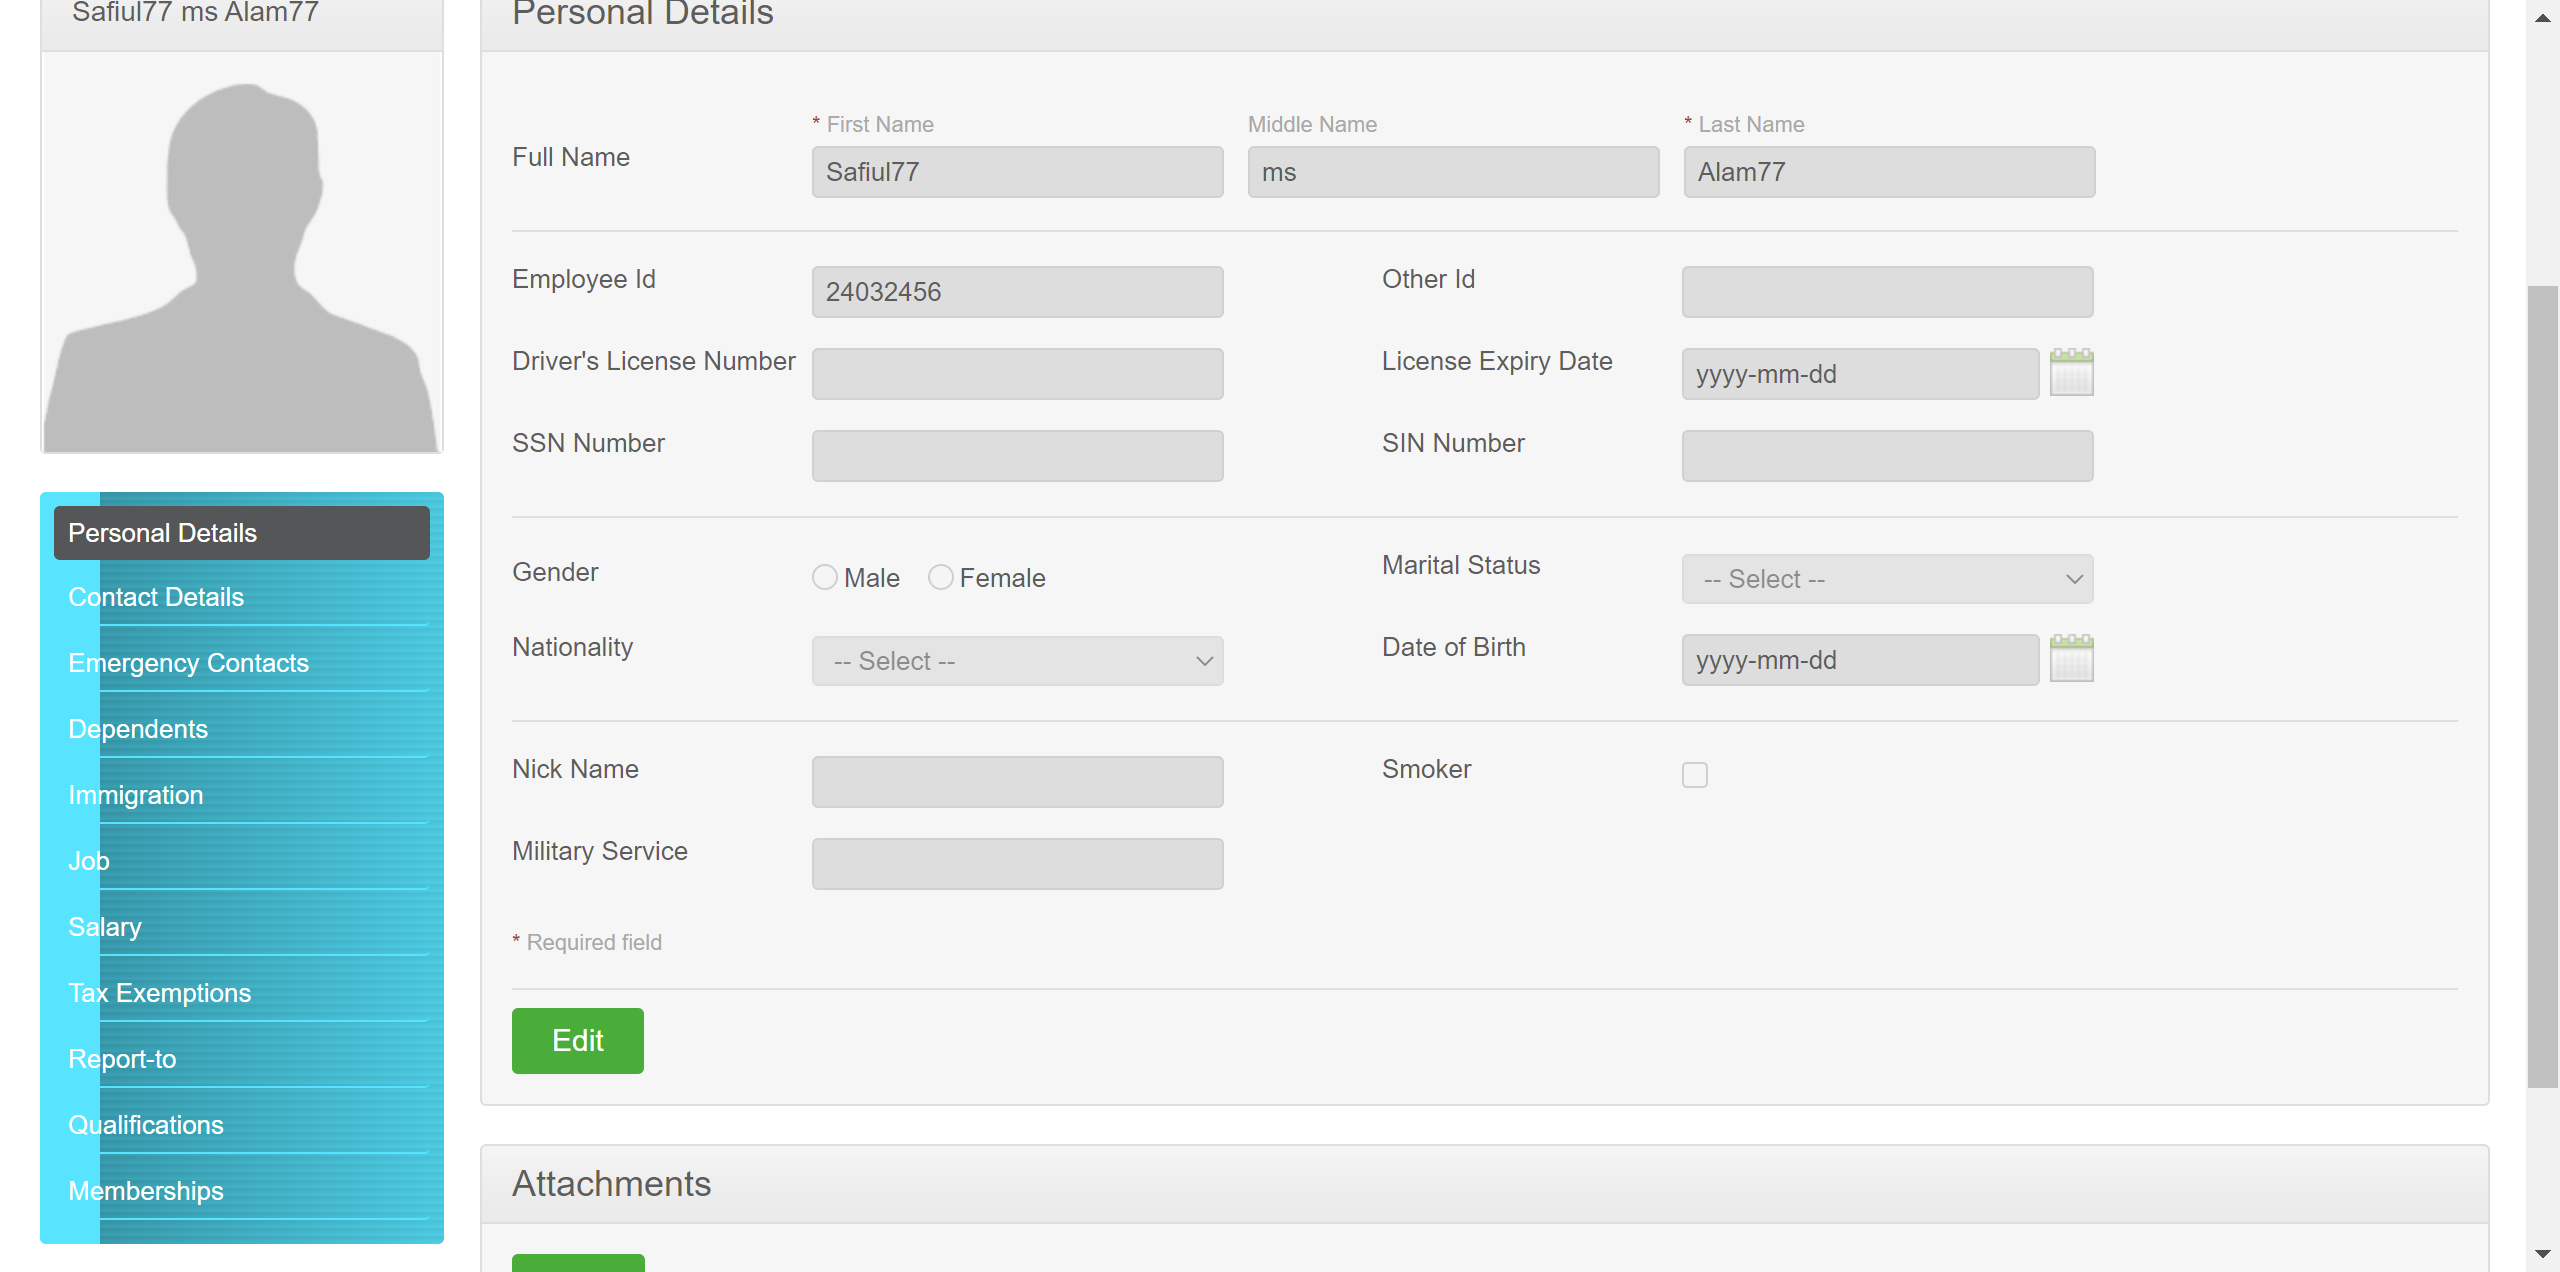 Safiul77 ms Alam77
Personal Details
Contact Details
Emergency Contacts
Dependents
Immigration
Job
Salary
Tax Exemptions
Report-to
Qualifications
Memberships
Personal Details
* First Name Middle Name * Last Name
Full Name Safiul77 ms Alam77
Employee Id 24032456 Other Id
Driver's License Number License Expiry Date yyyy-mm-dd
SSN Number SIN Number
Gender Male Female Marital Status -- Select --
Nationality -- Select -- Date of Birth yyyy-mm-dd
Nick Name Smoker
Military Service
* Required field
Edit
Attachments